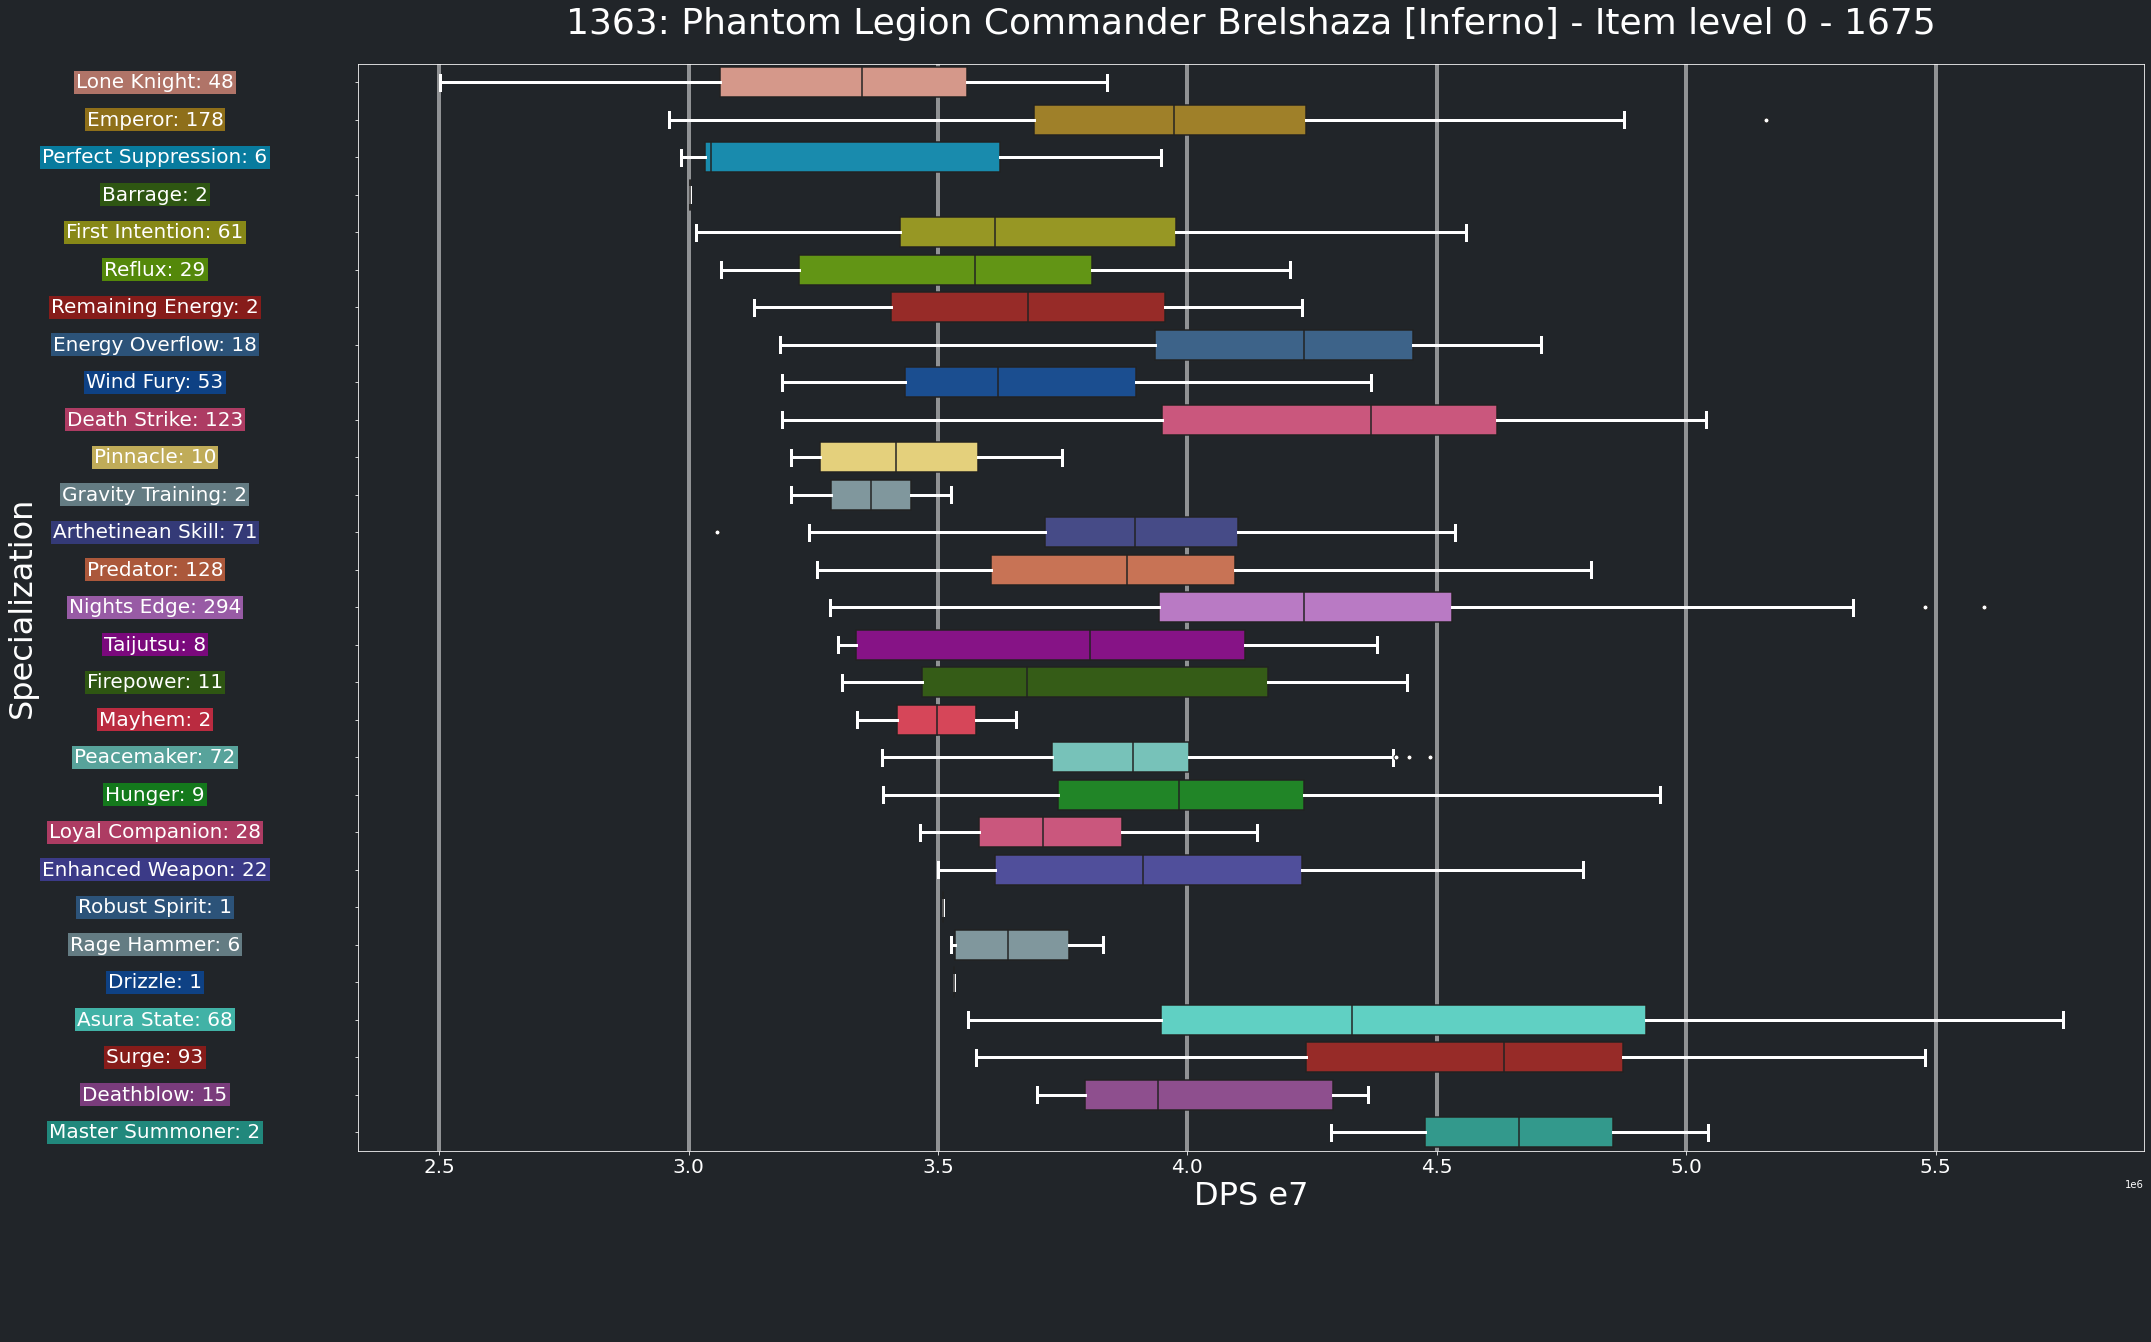 1363: Phantom Legion Commander Brelshaza [Inferno] - Item level 0 - 1675
Specialization
Lone Knight: 48
Emperor: 178
Perfect Suppression: 6
Barrage: 2
First Intention: 61
Reflux: 29
Remaining Energy: 2
Energy Overflow: 18
Wind Fury: 53
Death Strike: 123
Pinnacle: 10
Gravity Training: 2
Arthetinean Skill: 71
Predator: 128
Nights Edge: 294
Taijutsu: 8
Firepower: 11
Mayhem: 2
Peacemaker: 72
Hunger: 9
Loyal Companion: 28
Enhanced Weapon: 22
Robust Spirit: 1
Rage Hammer: 6
Drizzle: 1
Asura State: 68
Surge: 93
Deathblow: 15
Master Summoner: 2
2.5 3.0 3.5 4.0 4.5 5.0 5.5
1e6
DPS e7